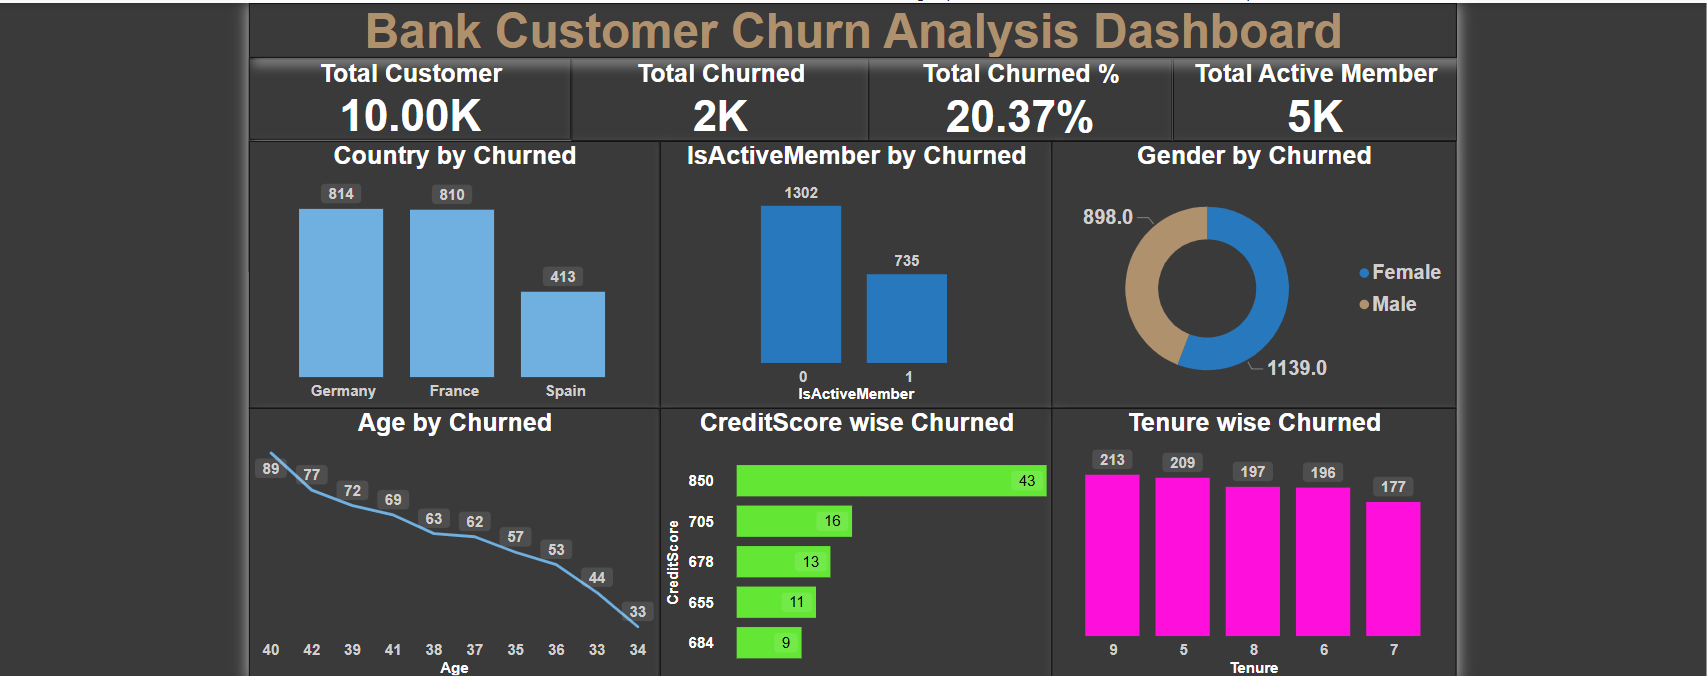 Bank Customer Churn Analysis Dashboard
Total Customer
10.00K
Total Churned
2K
Total Churned %
20.37%
Total Active Member
5K
Country by Churned
814
810
413
Germany
France
Spain
IsActiveMember by Churned
1302
735
0
1
IsActiveMember
Gender by Churned
898.0
1139.0
Female
Male
Age by Churned
89
77
72
69
63
62
57
53
44
33
40 42 39 41 38 37 35 36 33 34
Age
CreditScore wise Churned
CreditScore
850 43
705 16
678 13
655 11
684 9
Tenure wise Churned
213
209
197
196
177
9 5 8 6 7
Tenure